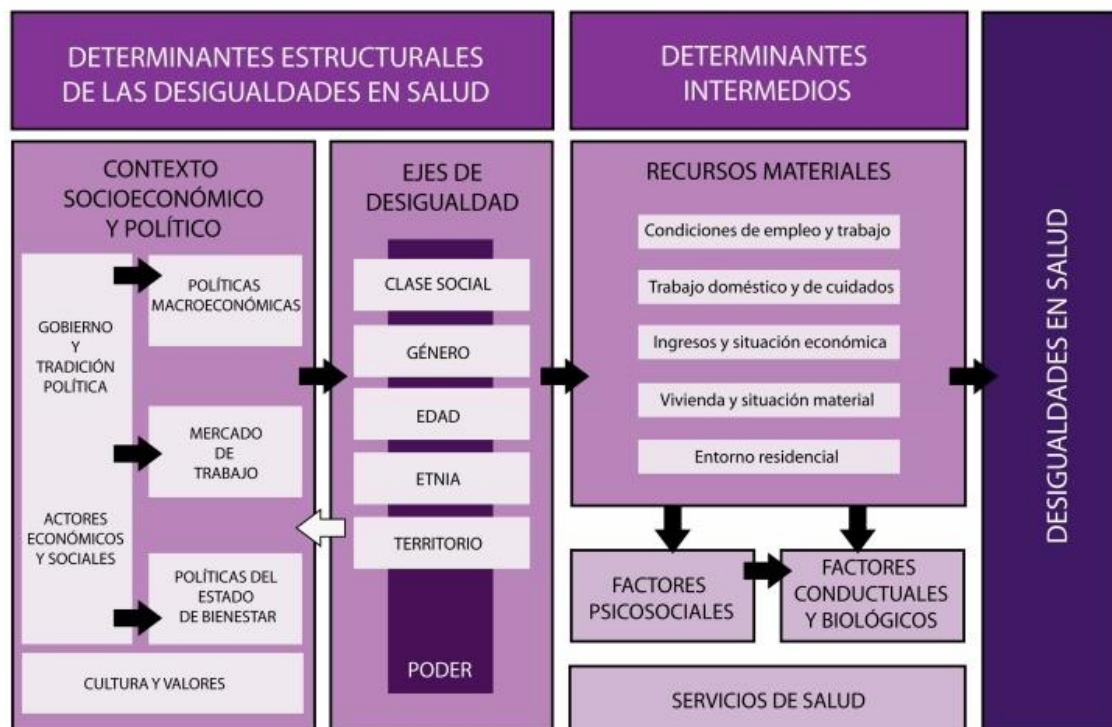 DETERMINANTES ESTRUCTURALES
DE LAS DESIGUALDADES EN SALUD
CONTEXTO
SOCIOECONÓMICO
Y POLÍTICO
GOBIERNO
Y
TRADICIÓN
POLÍTICA
ACTORES
ECONÓMICOS
Y SOCIALES
POLÍTICAS
MACROECONÓMICAS
MERCADO
DE
TRABAJO
POLÍTICAS DEL
ESTADO
DE BIENESTAR
CULTURA Y VALORES
EJES DE
DESIGUALDAD
CLASE SOCIAL
GÉNERO
EDAD
ETNIA
TERRITORIO
PODER
DETERMINANTES
INTERMEDIOS
RECURSOS MATERIALES
Condiciones de empleo y trabajo
Trabajo doméstico y de cuidados
Ingresos y situación económica
Vivienda y situación material
Entorno residencial
FACTORES
PSICOSOCIALES
FACTORES
CONDUCTUALES
Y BIOLÓGICOS
SERVICIOS DE SALUD
DESIGUALDADES EN SALUD